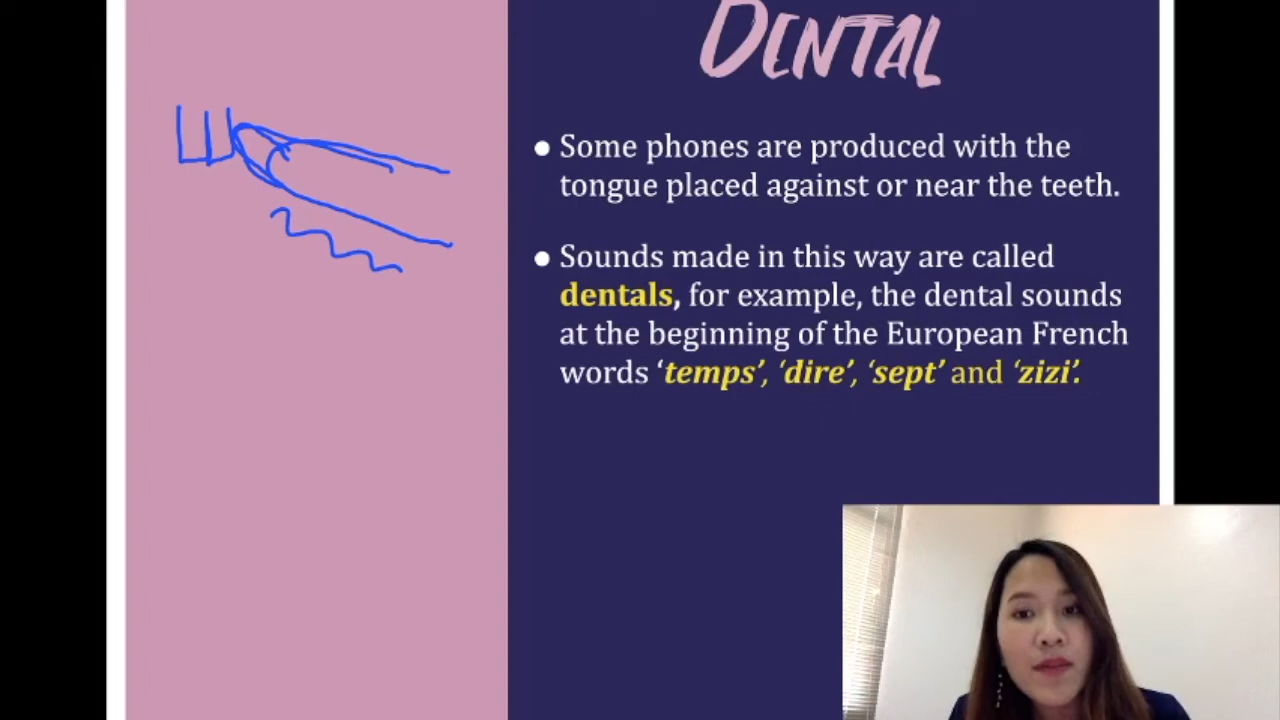 DENTAL
• Some phones are produced with the
tongue placed against or near the teeth.
• Sounds made in this way are called
dentals, for example, the dental sounds
at the beginning of the European French
words ‘temps’, ‘dire’, ‘sept’ and ‘zizi’.